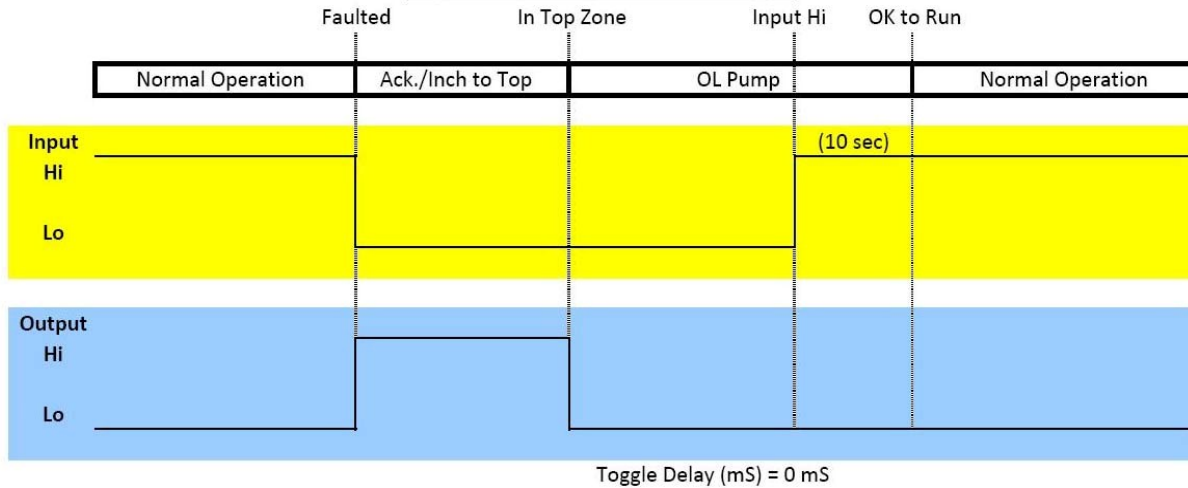 Faulted In Top Zone Input Hi OK to Run
Normal Operation Ack./Inch to Top OL Pump Normal Operation
Input (10 sec)
Hi
Lo
Output
Hi
Lo
Toggle Delay (mS) = 0 mS